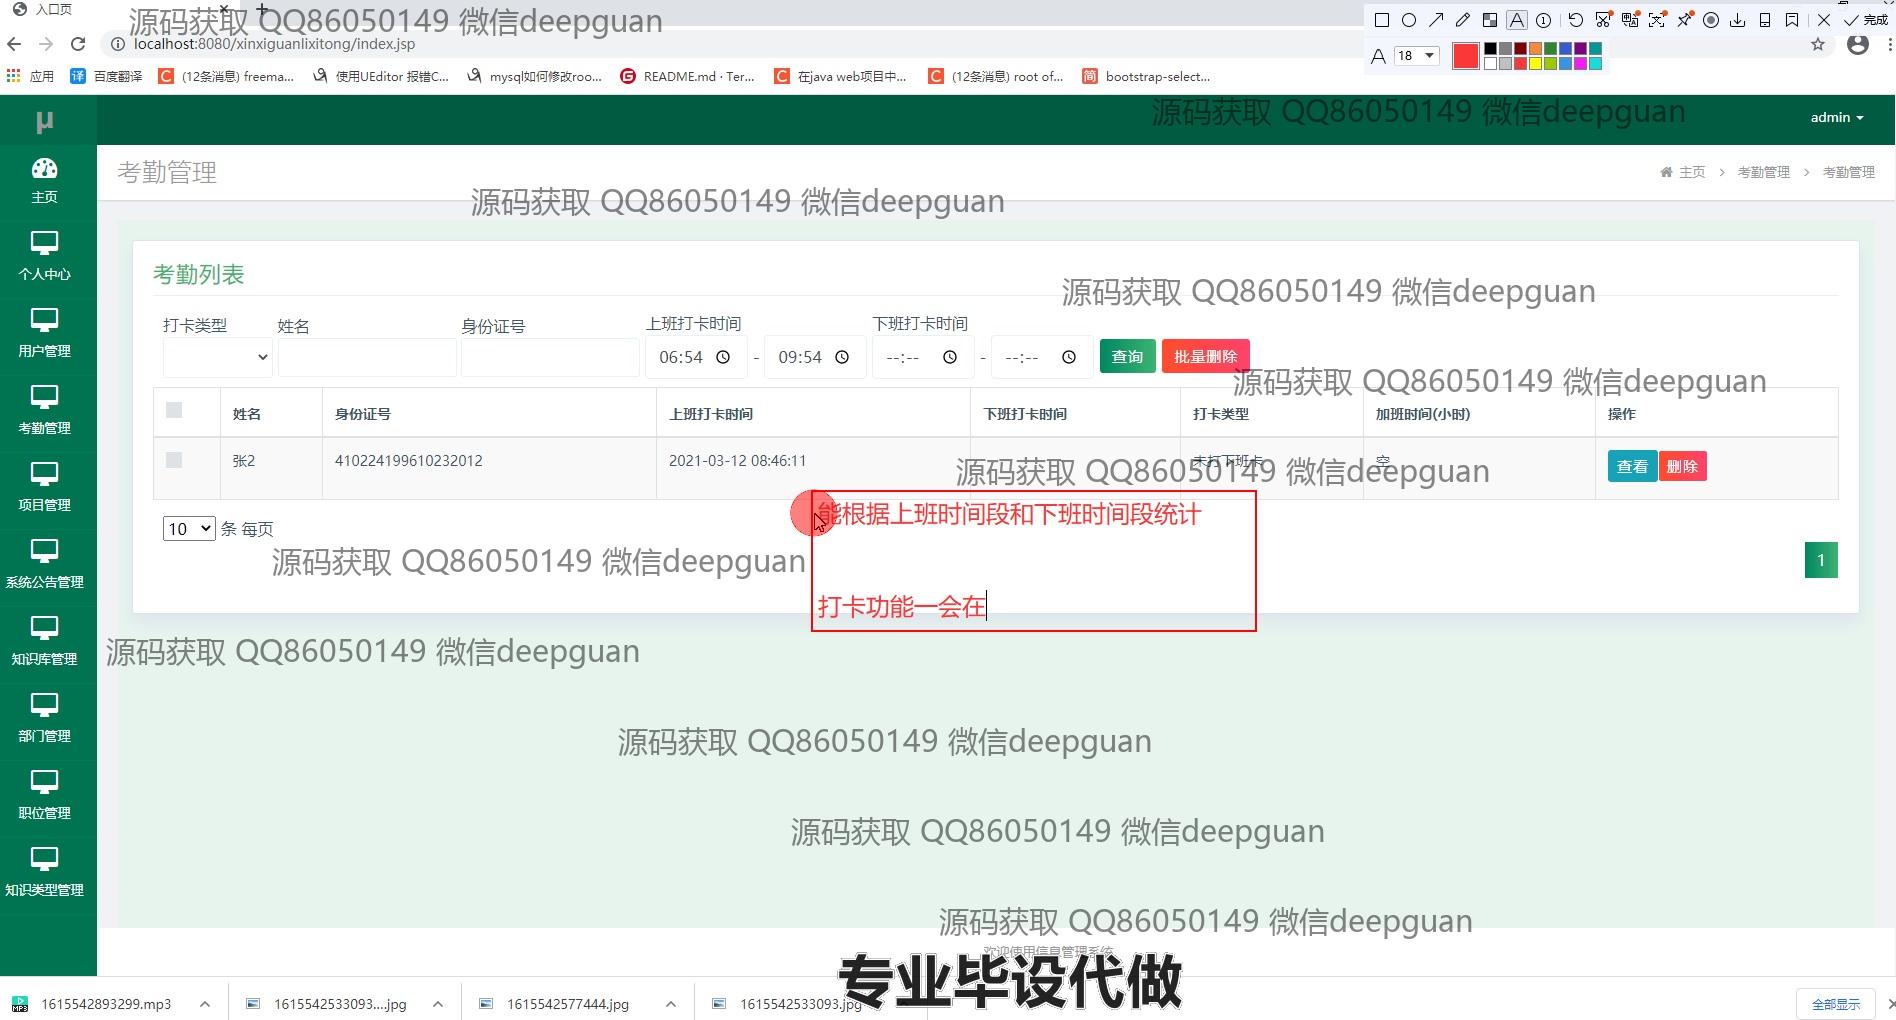 入口页
源码获取 QQ86050149 微信deepguan
完成
localhost:8080/xinxiguanlixitong/index.jsp
A 18
应用 译 百度翻译 C (12条消息) freema... 使用UEditor 报错C... mysql如何修改roo... G README.md · Ter... C 在java web项目中... C (12条消息) root of... 简 bootstrap-select...
μ
源码获取 QQ86050149 微信deepguan
admin
主页
考勤管理
主页 > 考勤管理 > 考勤管理
源码获取 QQ86050149 微信deepguan
个人中心
考勤列表
源码获取 QQ86050149 微信deepguan
打卡类型 姓名 身份证号 上班打卡时间 下班打卡时间
用户管理
06:54 - 09:54 --:-- - --:-- 查询 批量删除
源码获取 QQ86050149 微信deepguan
姓名 身份证号 上班打卡时间 下班打卡时间 打卡类型 加班时间(小时) 操作
考勤管理
张2 410224199610232012 2021-03-12 08:46:11 未打下班卡 空 查看 删除
源码获取 QQ86050149 微信deepguan
项目管理
能根据上班时间段和下班时间段统计
10 条 每页
源码获取 QQ86050149 微信deepguan
1
系统公告管理
打卡功能一会在
知识库管理
源码获取 QQ86050149 微信deepguan
部门管理
源码获取 QQ86050149 微信deepguan
职位管理
源码获取 QQ86050149 微信deepguan
知识类型管理
源码获取 QQ86050149 微信deepguan
欢迎使用信息管理系统
专业毕设代做
MP3 1615542893299.mp3 1615542533093....jpg 1615542577444.jpg 1615542533093.jpg 全部显示